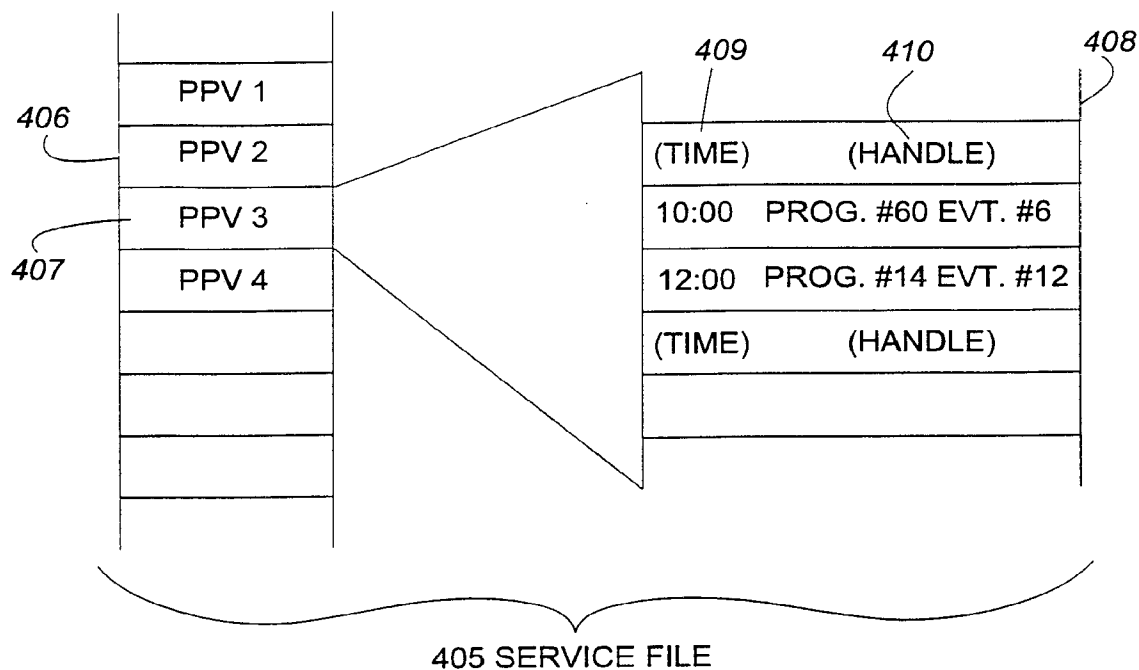 409
410
408
406
PPV 1
PPV 2
PPV 3
PPV 4
407
(TIME) (HANDLE)
10:00 PROG. #60 EVT. #6
12:00 PROG. #14 EVT. #12
(TIME) (HANDLE)
405 SERVICE FILE